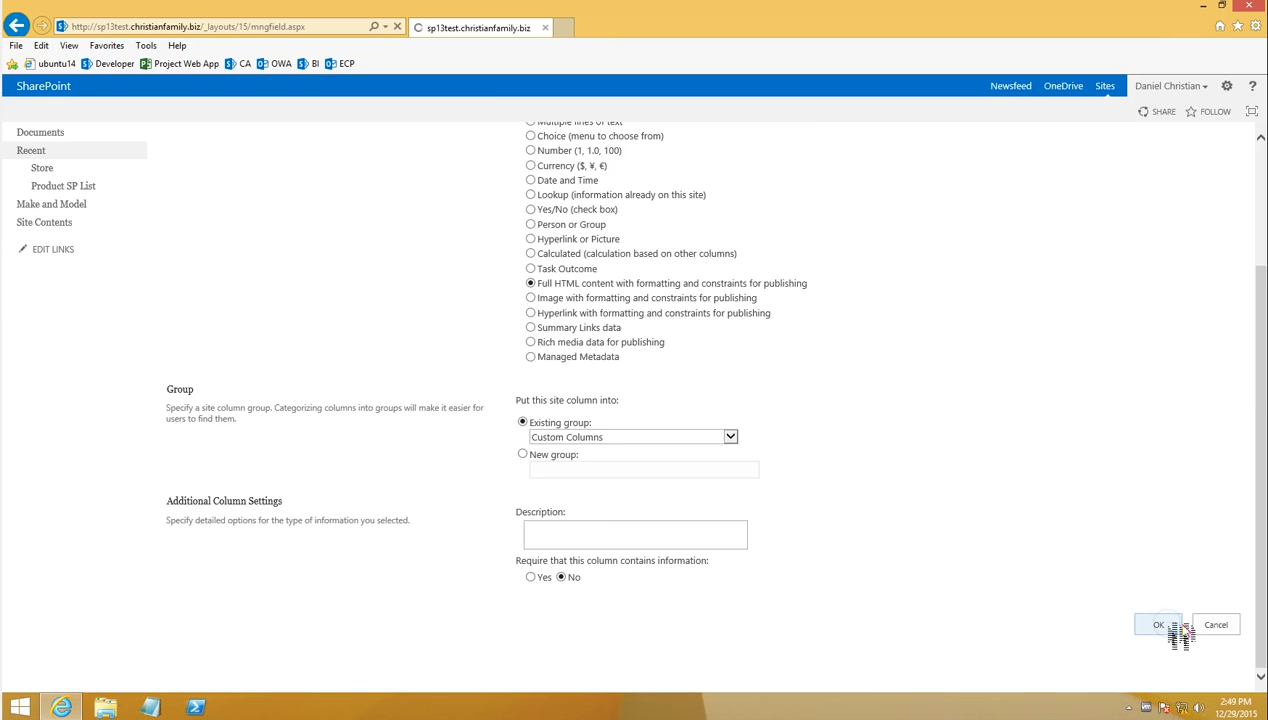 http://sp13test.christianfamily.biz/_layouts/15/mngfield.aspx
sp13test.christianfamily.biz
File Edit View Favorites Tools Help
ubuntu14 Developer Project Web App CA OWA BI ECP
SharePoint
Newsfeed OneDrive Sites Daniel Christian ?
SHARE FOLLOW
Documents
Recent
Store
Product SP List
Make and Model
Site Contents
EDIT LINKS
Multiple lines of text
Choice (menu to choose from)
Number (1, 1.0, 100)
Currency ($, ¥, €)
Date and Time
Lookup (information already on this site)
Yes/No (check box)
Person or Group
Hyperlink or Picture
Calculated (calculation based on other columns)
Task Outcome
Full HTML content with formatting and constraints for publishing
Image with formatting and constraints for publishing
Hyperlink with formatting and constraints for publishing
Summary Links data
Rich media data for publishing
Managed Metadata
Group
Specify a site column group. Categorizing columns into groups will make it easier for
users to find them.
Put this site column into:
Existing group:
Custom Columns
New group:
Additional Column Settings
Specify detailed options for the type of information you selected.
Description:
Require that this column contains information:
Yes No
OK Cancel
2:49 PM
12/29/2015